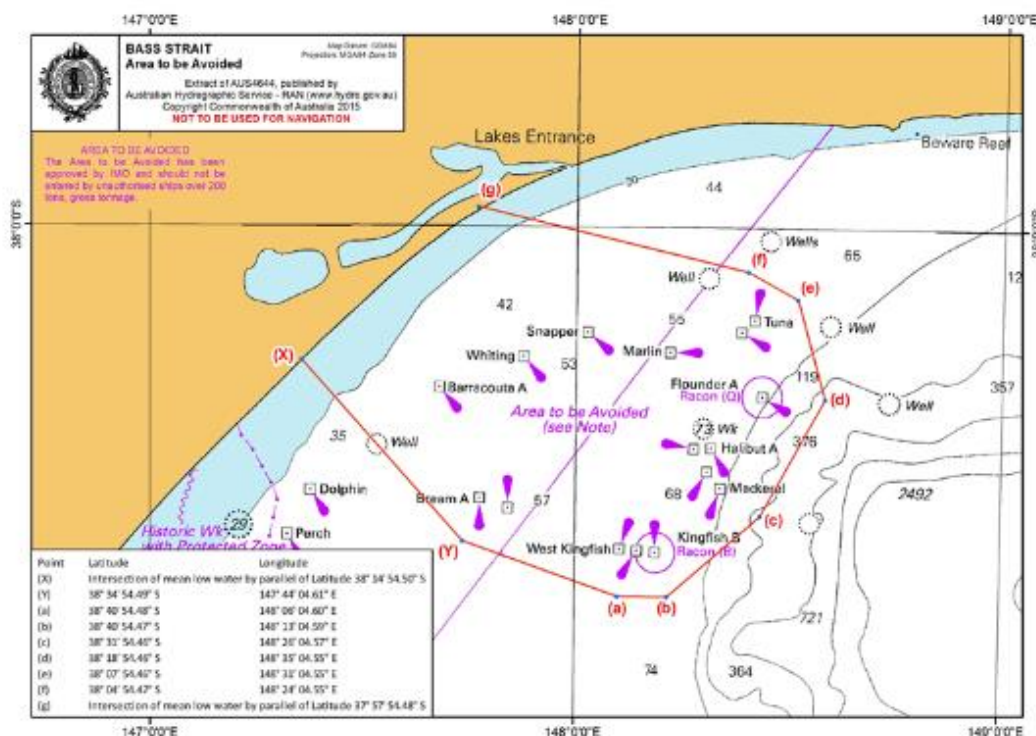 147°0'0"E
148°0'0"E
149°0'0"E
BASS STRAIT
Area to be Avoided
Extract of AUS4644, published by
Australian Hydrographic Service - RAN (www.hydro.gov.au)
Copyright Commonwealth of Australia 2015
NOT TO BE USED FOR NAVIGATION
AREA TO BE AVOIDED
The Area to be Avoided has been
approved by IMO and should not be
entered by unauthorised ships over 200
tons, gross tonnage.
Lakes Entrance
Beware Reef
44
(g)
38°0'0"S
Wells
65
12
(f)
Well
(e)
42
55
Tuna
Snapper
Well
Marlin
(X)
Whiting
53
119
Flounder A
357
Barracouta A
Racon (Q)
(d)
Well
Area to be Avoided
(see Note)
73
Wk
35
Well
376
Halibut A
Dolphin
Bream A
57
68
Mackerel
2492
29
Historic Wk
with Protected Zone
Perch
(c)
Kingfish B
(Y)
West Kingfish
Racon (B)
(a)
(b)
721
74
364
Point Latitude Longitude
(X) Intersection of mean low water by parallel of Latitude 38° 14' 54.50" S
(Y) 38° 34' 54.49" S 147° 44' 04.61" E
(a) 38° 40' 54.48" S 148° 06' 04.60" E
(b) 38° 40' 54.47" S 148° 13' 04.59" E
(c) 38° 31' 54.46" S 148° 26' 04.57" E
(d) 38° 18' 54.46" S 148° 35' 04.55" E
(e) 38° 07' 54.46" S 148° 31' 04.55" E
(f) 38° 04' 54.47" S 148° 24' 04.55" E
(g) Intersection of mean low water by parallel of Latitude 37° 57' 54.48" S
147°0'0"E
148°0'0"E
149°0'0"E